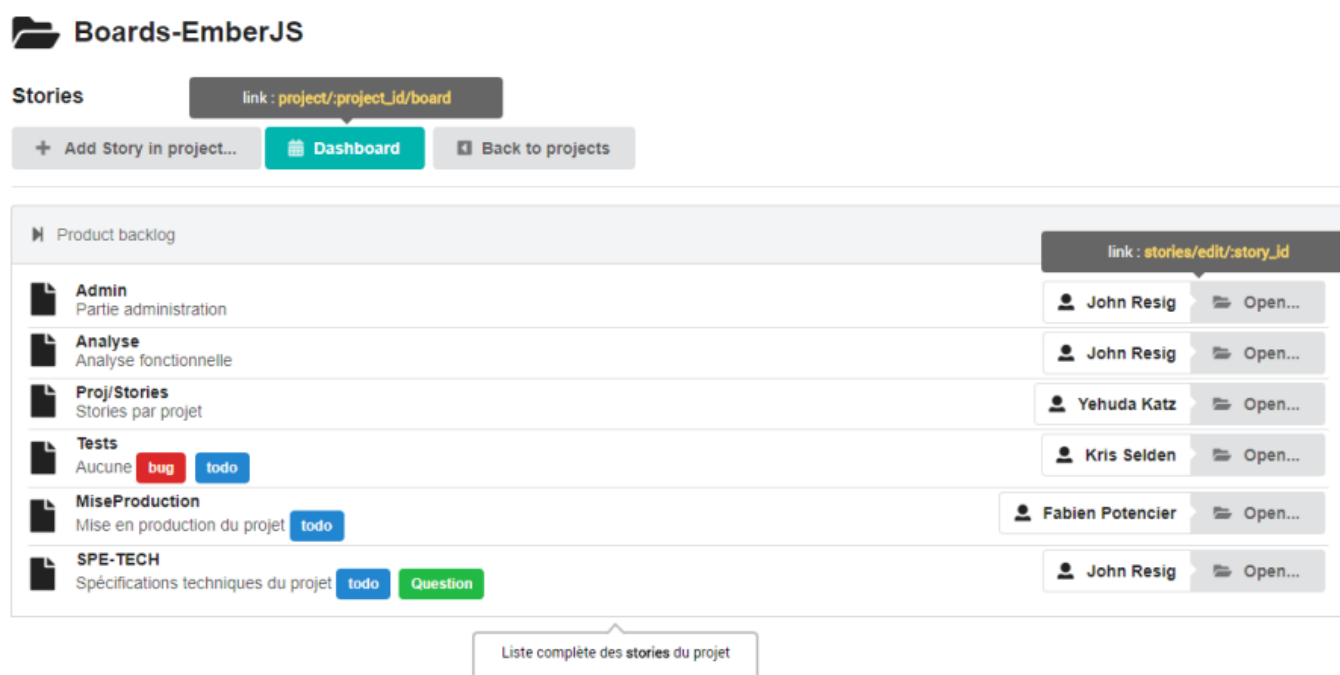 Boards-EmberJS
Stories
link : project/:project_id/board
Add Story in project...
Dashboard
Back to projects
Product backlog
link : stories/edit/:story_id
Admin
Partie administration
John Resig
Open...
Analyse
Analyse fonctionnelle
John Resig
Open...
Proj/Stories
Stories par projet
Yehuda Katz
Open...
Tests
Aucune bug todo
Kris Selden
Open...
MiseProduction
Mise en production du projet todo
Fabien Potencier
Open...
SPE-TECH
Spécifications techniques du projet todo Question
John Resig
Open...
Liste complète des stories du projet